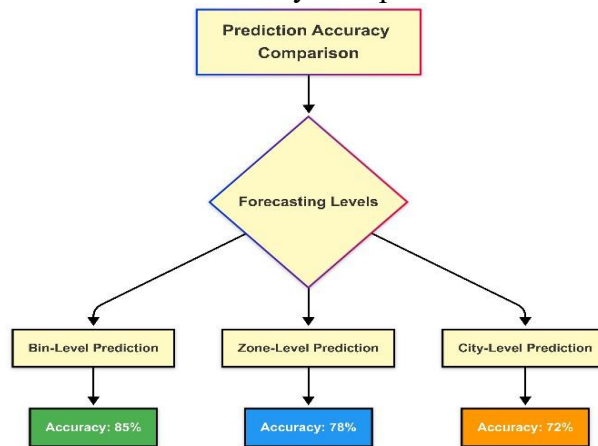 Prediction Accuracy
Comparison
Forecasting Levels
Bin-Level Prediction
Zone-Level Prediction
City-Level Prediction
Accuracy: 85%
Accuracy: 78%
Accuracy: 72%